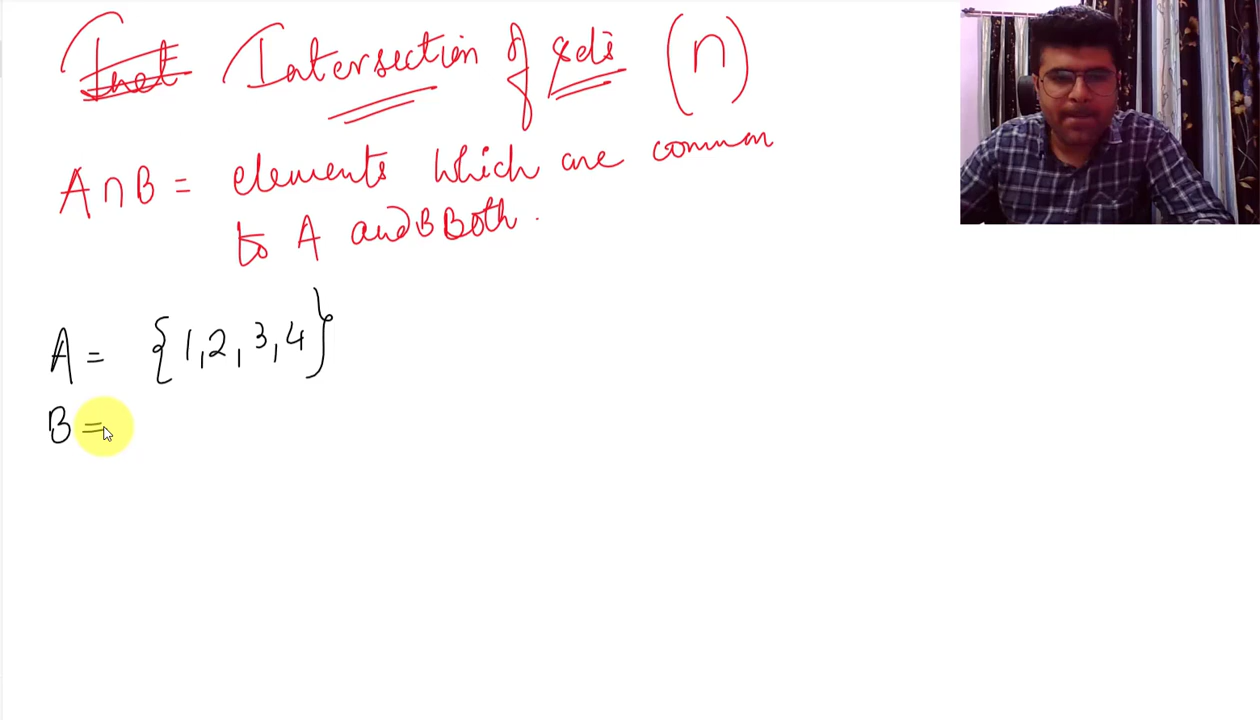 Intersection of sets (∩)
A∩B = elements which are common
to A and B Both.
A = {1,2,3,4}
B =